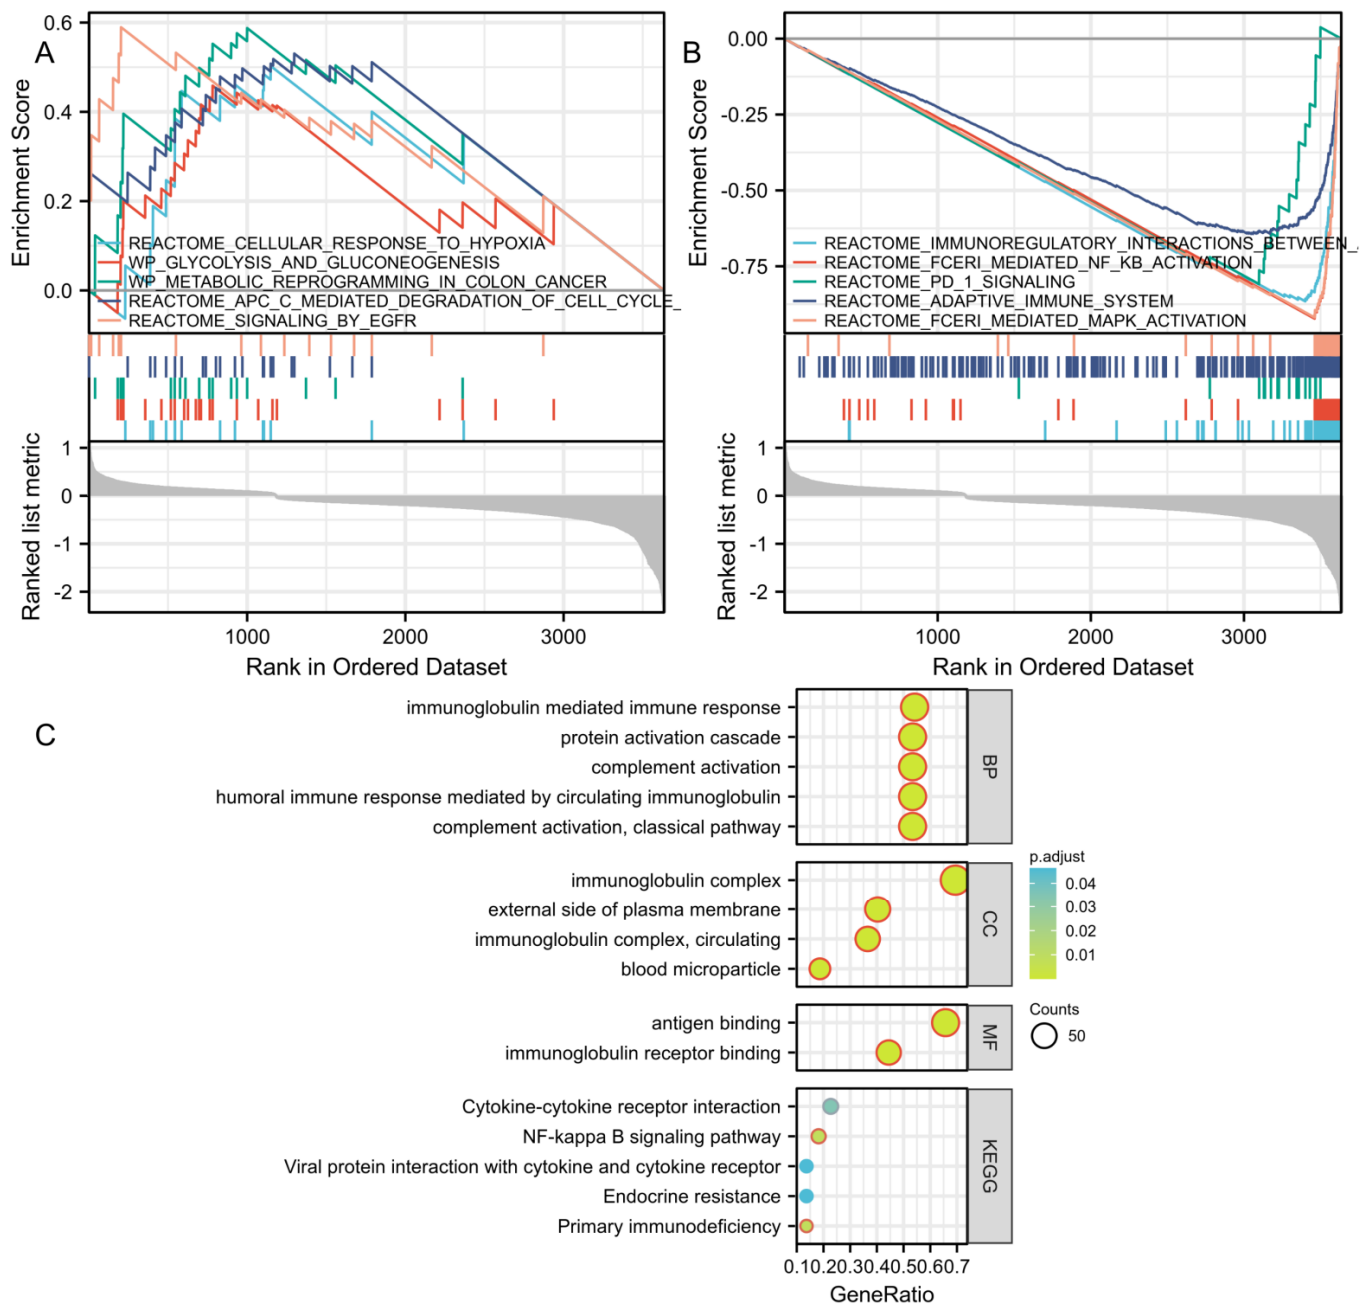 A
Enrichment Score
0.6
0.4
0.2
0.0
REACTOME_CELLULAR_RESPONSE_TO_HYPOXIA
WP_GLYCOLYSIS_AND_GLUCONEOGENESIS
WP_METABOLIC_REPROGRAMMING_IN_COLON_CANCER
REACTOME_APC_C_MEDIATED_DEGRADATION_OF_CELL_CYCLE_
REACTOME_SIGNALING_BY_EGFR
Ranked list metric
1
0
-1
-2
1000 2000 3000
Rank in Ordered Dataset
B
Enrichment Score
0.00
-0.25
-0.50
-0.75
REACTOME_IMMUNOREGULATORY_INTERACTIONS_BETWEEN_
REACTOME_FCERI_MEDIATED_NF_KB_ACTIVATION
REACTOME_PD_1_SIGNALING
REACTOME_ADAPTIVE_IMMUNE_SYSTEM
REACTOME_FCERI_MEDIATED_MAPK_ACTIVATION
Ranked list metric
1
0
-1
-2
1000 2000 3000
Rank in Ordered Dataset
C
immunoglobulin mediated immune response
protein activation cascade
complement activation
humoral immune response mediated by circulating immunoglobulin
complement activation, classical pathway
BP
immunoglobulin complex
external side of plasma membrane
immunoglobulin complex, circulating
blood microparticle
CC
antigen binding
immunoglobulin receptor binding
MF
Cytokine-cytokine receptor interaction
NF-kappa B signaling pathway
Viral protein interaction with cytokine and cytokine receptor
Endocrine resistance
Primary immunodeficiency
KEGG
0.10.20.30.40.50.60.7
GeneRatio
p.adjust
0.04
0.03
0.02
0.01
Counts
50